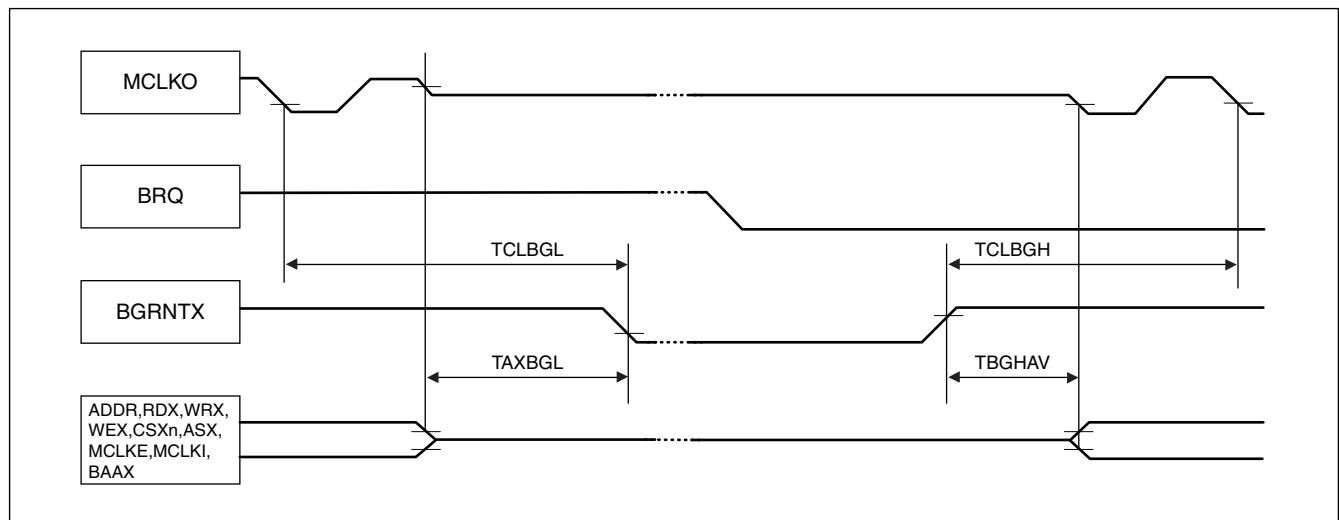 MCLKO
BRQ
TCLBGL
TCLBGH
BGRNTX
TAXBGL
TBGHAV
ADDR,RDX,WRX,
WEX,CSXn,ASX,
MCLKE,MCLKI,
BAAX